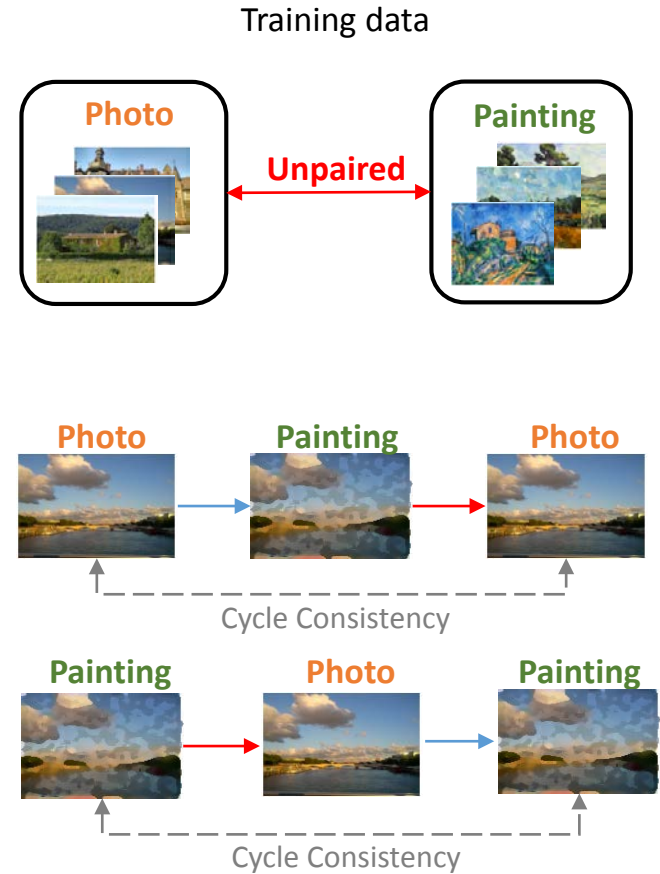 Training data
Photo
Unpaired
Painting
Photo
Painting
Photo
Cycle Consistency
Painting
Photo
Painting
Cycle Consistency